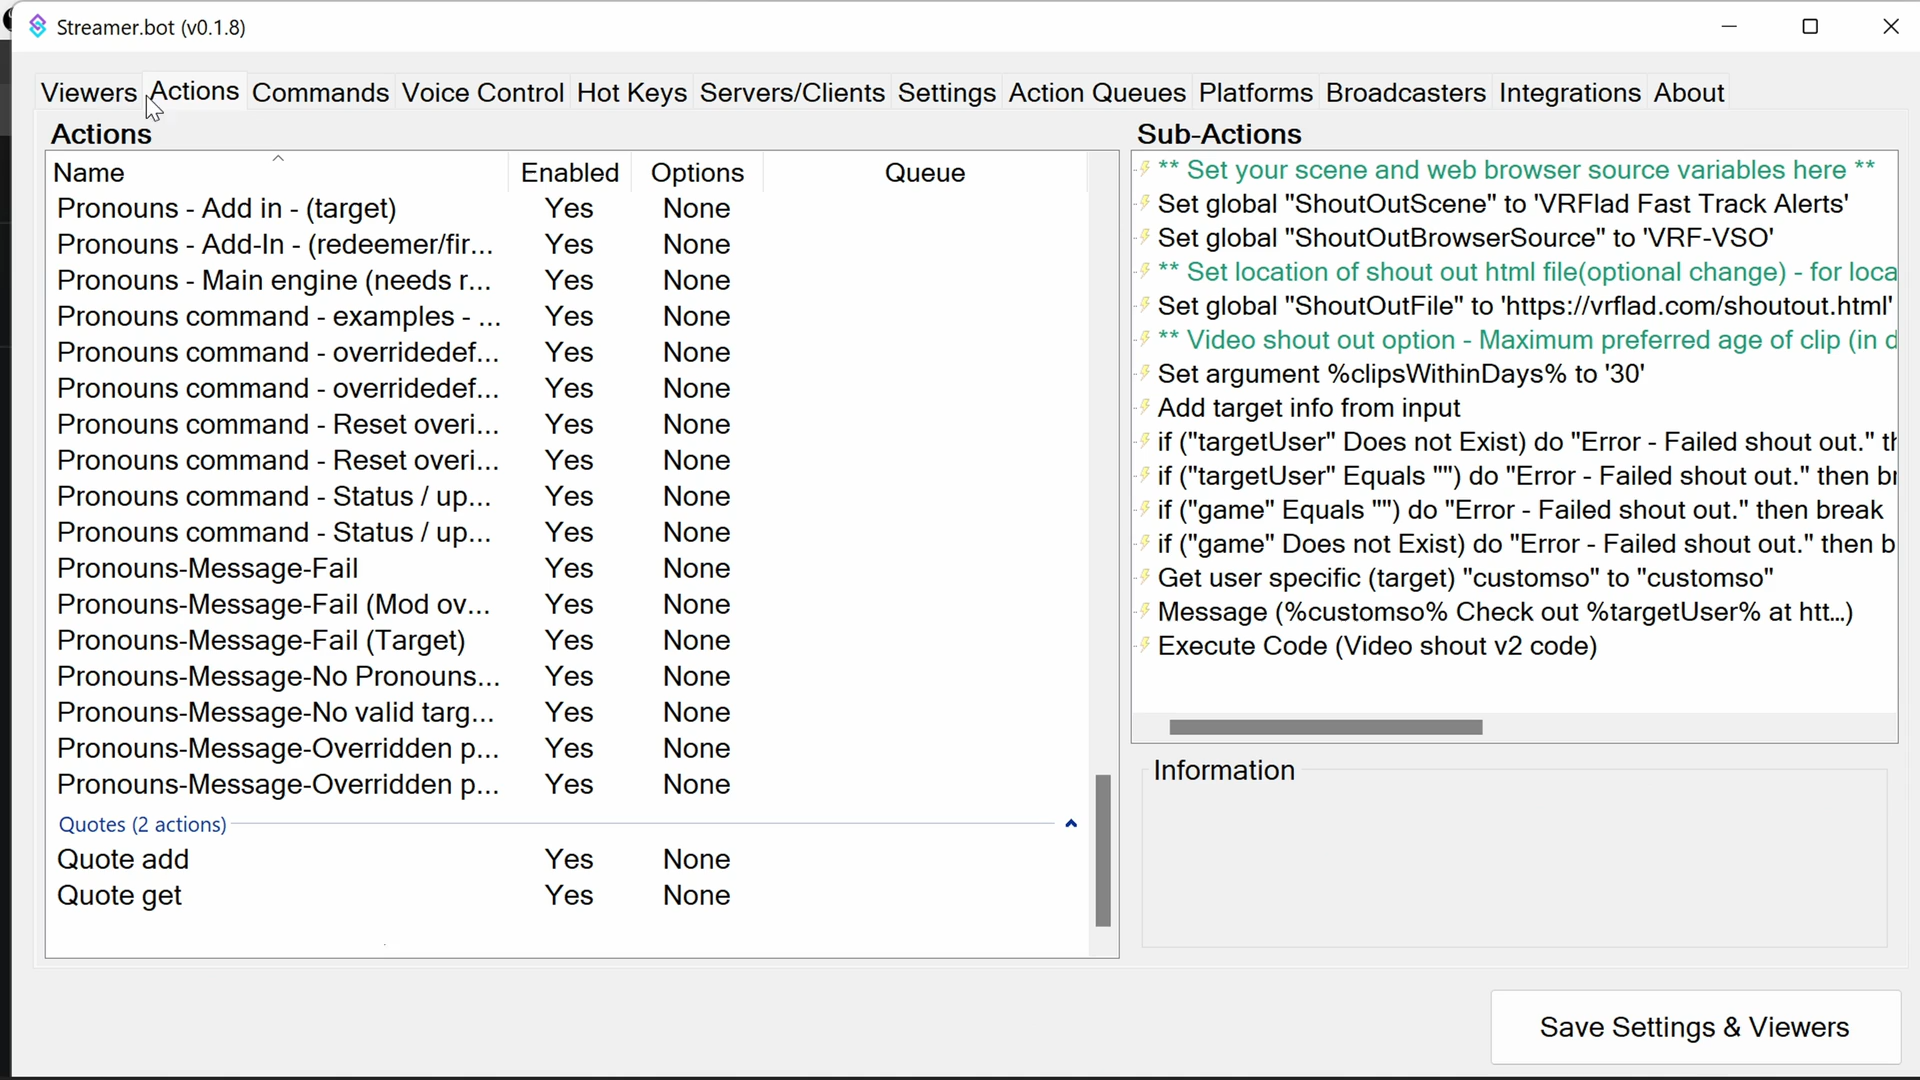 Streamer.bot (v0.1.8)
Viewers Actions Commands Voice Control Hot Keys Servers/Clients Settings Action Queues Platforms Broadcasters Integrations About
Actions
Name Enabled Options Queue
Pronouns - Add in - (target) Yes None
Pronouns - Add-In - (redeemer/fir... Yes None
Pronouns - Main engine (needs r... Yes None
Pronouns command - examples - ... Yes None
Pronouns command - overridedef... Yes None
Pronouns command - overridedef... Yes None
Pronouns command - Reset overi... Yes None
Pronouns command - Reset overi... Yes None
Pronouns command - Status / up... Yes None
Pronouns command - Status / up... Yes None
Pronouns-Message-Fail Yes None
Pronouns-Message-Fail (Mod ov... Yes None
Pronouns-Message-Fail (Target) Yes None
Pronouns-Message-No Pronouns... Yes None
Pronouns-Message-No valid targ... Yes None
Pronouns-Message-Overridden p... Yes None
Pronouns-Message-Overridden p... Yes None
Quotes (2 actions)
Quote add Yes None
Quote get Yes None
Sub-Actions
** Set your scene and web browser source variables here **
Set global "ShoutOutScene" to 'VRFlad Fast Track Alerts'
Set global "ShoutOutBrowserSource" to 'VRF-VSO'
** Set location of shout out html file(optional change) - for loca
Set global "ShoutOutFile" to 'https://vrflad.com/shoutout.html'
** Video shout out option - Maximum preferred age of clip (in d
Set argument %clipsWithinDays% to '30'
Add target info from input
if ("targetUser" Does not Exist) do "Error - Failed shout out." th
if ("targetUser" Equals "") do "Error - Failed shout out." then br
if ("game" Equals "") do "Error - Failed shout out." then break
if ("game" Does not Exist) do "Error - Failed shout out." then b
Get user specific (target) "customso" to "customso"
Message (%customso% Check out %targetUser% at htt...)
Execute Code (Video shout v2 code)
Information
Save Settings & Viewers